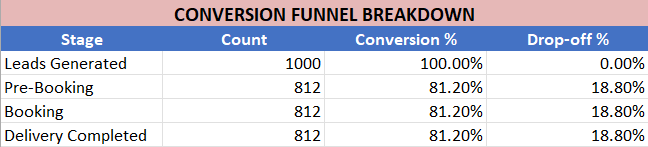 CONVERSION FUNNEL BREAKDOWN
Stage Count Conversion % Drop-off %
Leads Generated 1000 100.00% 0.00%
Pre-Booking 812 81.20% 18.80%
Booking 812 81.20% 18.80%
Delivery Completed 812 81.20% 18.80%